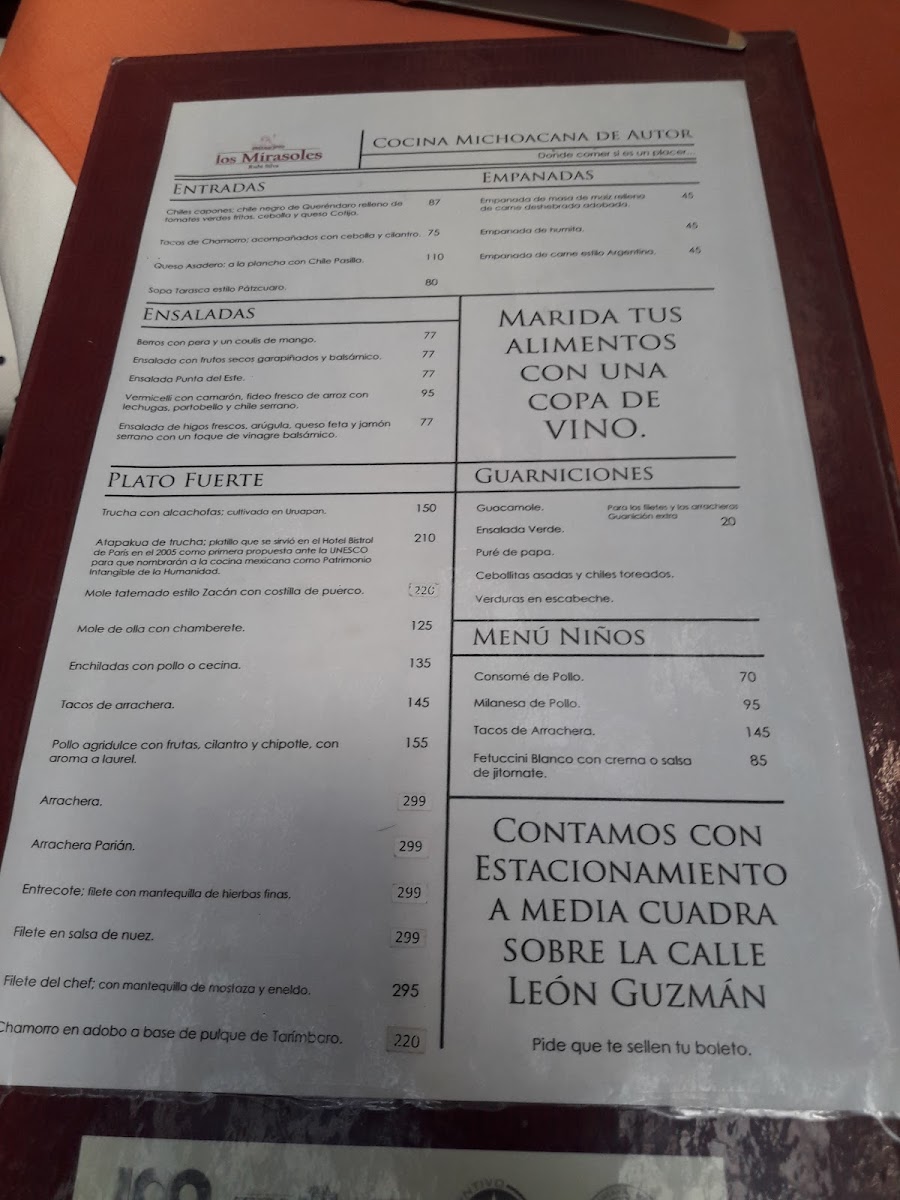 los Mirasoles
COCINA MICHOACANA DE AUTOR
Donde comer si es un placer...
ENTRADAS
Chiles capones; chile negro de Queréndaro relleno de 87
tomates verdes fritos, cebolla y queso Cotija.
Tacos de Chamorro; acompañados con cebolla y cilantro. 75
Queso Asadero; a la plancha con Chile Pasilla. 110
Sopa Tarasca estilo Pátzcuaro. 80
EMPANADAS
Empanada de masa de maíz rellena 45
de carne deshebrada adobada.
Empanada de humita. 45
Empanada de carne estilo Argentina. 45
ENSALADAS
Berros con pera y un coulis de mango. 77
Ensalada con frutos secos garapiñados y balsámico. 77
Ensalada Punta del Este. 77
Vermicelli con camarón, fideo fresco de arroz con 95
lechugas, portobello y chile serrano.
Ensalada de higos frescos, arúgula, queso feta y jamón 77
serrano con un toque de vinagre balsámico.
MARIDA TUS
ALIMENTOS
CON UNA
COPA DE
VINO.
PLATO FUERTE
Trucha con alcachofas; cultivada en Uruapan. 150
Atapakua de trucha; platillo que se sirvió en el Hotel Bistrol 210
de París en el 2005 como primera propuesta ante la UNESCO
para que nombrarán a la cocina mexicana como Patrimonio
Intangible de la Humanidad.
Mole tatemado estilo Zacán con costilla de puerco. 220
Mole de olla con chamberete. 125
Enchiladas con pollo o cecina. 135
Tacos de arrachera. 145
Pollo agridulce con frutas, cilantro y chipotle, con 155
aroma a laurel.
Arrachera. 299
Arrachera Parián. 299
Entrecote; filete con mantequilla de hierbas finas. 299
Filete en salsa de nuez. 299
Filete del chef; con mantequilla de mostaza y eneldo. 295
Chamorro en adobo a base de pulque de Tarímbaro. 220
GUARNICIONES
Guacamole.
Ensalada Verde.
Puré de papa.
Cebollitas asadas y chiles toreados.
Verduras en escabeche.
Para los filetes y las arracheras
Guarnición extra 20
MENÚ NIÑOS
Consomé de Pollo. 70
Milanesa de Pollo. 95
Tacos de Arrachera. 145
Fetuccini Blanco con crema o salsa 85
de jitomate.
CONTAMOS CON
ESTACIONAMIENTO
A MEDIA CUADRA
SOBRE LA CALLE
LEÓN GUZMÁN
Pide que te sellen tu boleto.